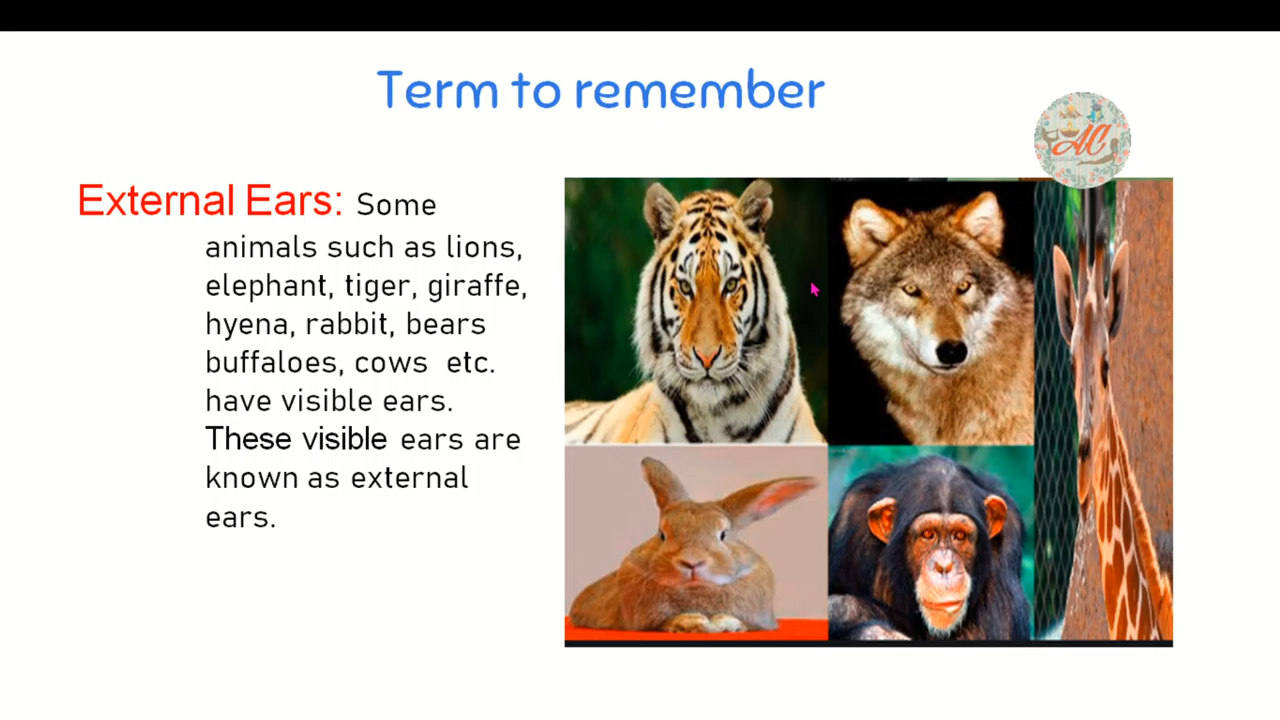 Term to remember
AC
External Ears: Some
animals such as lions,
elephant, tiger, giraffe,
hyena, rabbit, bears
buffaloes, cows etc.
have visible ears.
These visible ears are
known as external
ears.